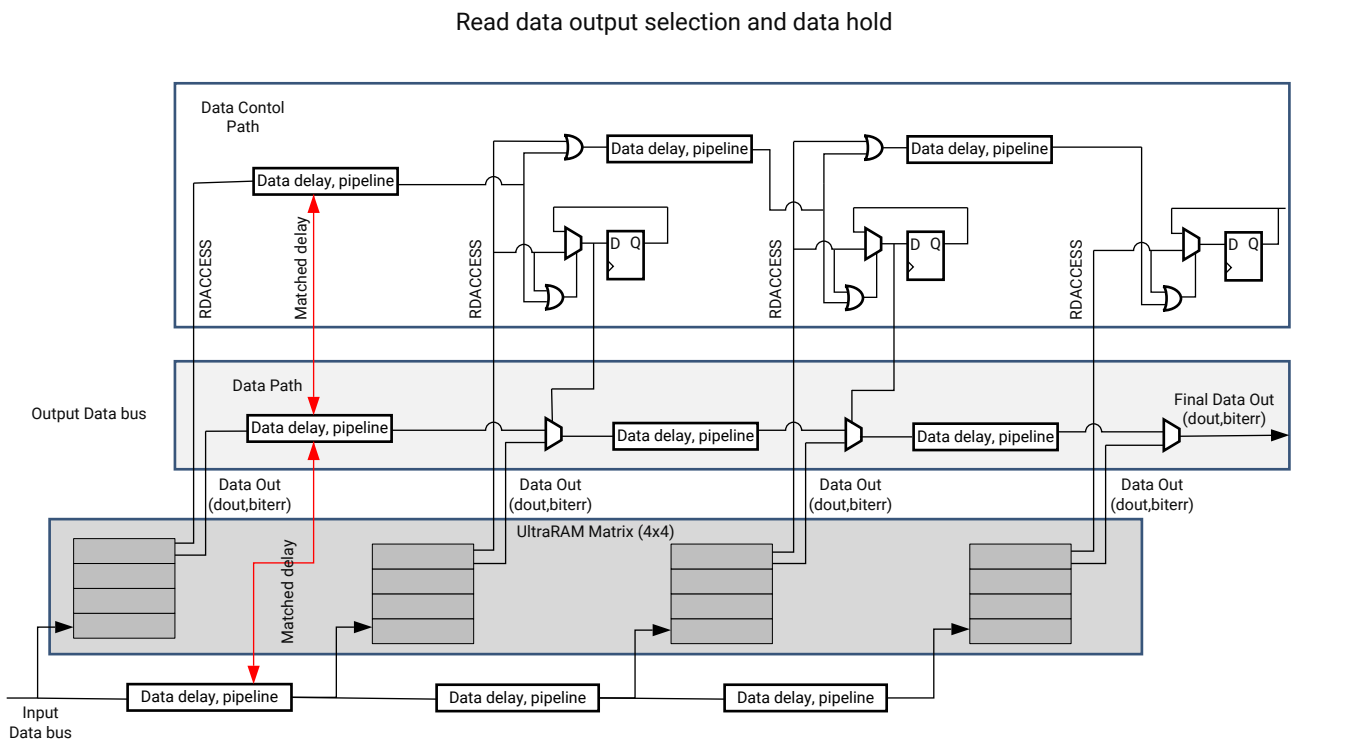 Read data output selection and data hold
Data Contol
Path
Data delay, pipeline
Data delay, pipeline
Data delay, pipeline
RDACCESS
Matched delay
RDACCESS
D Q
RDACCESS
D Q
RDACCESS
D Q
Output Data bus
Data Path
Data delay, pipeline
Data delay, pipeline
Data delay, pipeline
Final Data Out
(dout,biterr)
Data Out
(dout,biterr)
Data Out
(dout,biterr)
Data Out
(dout,biterr)
Data Out
(dout,biterr)
UltraRAM Matrix (4x4)
Matched delay
Data delay, pipeline
Data delay, pipeline
Data delay, pipeline
Input
Data bus